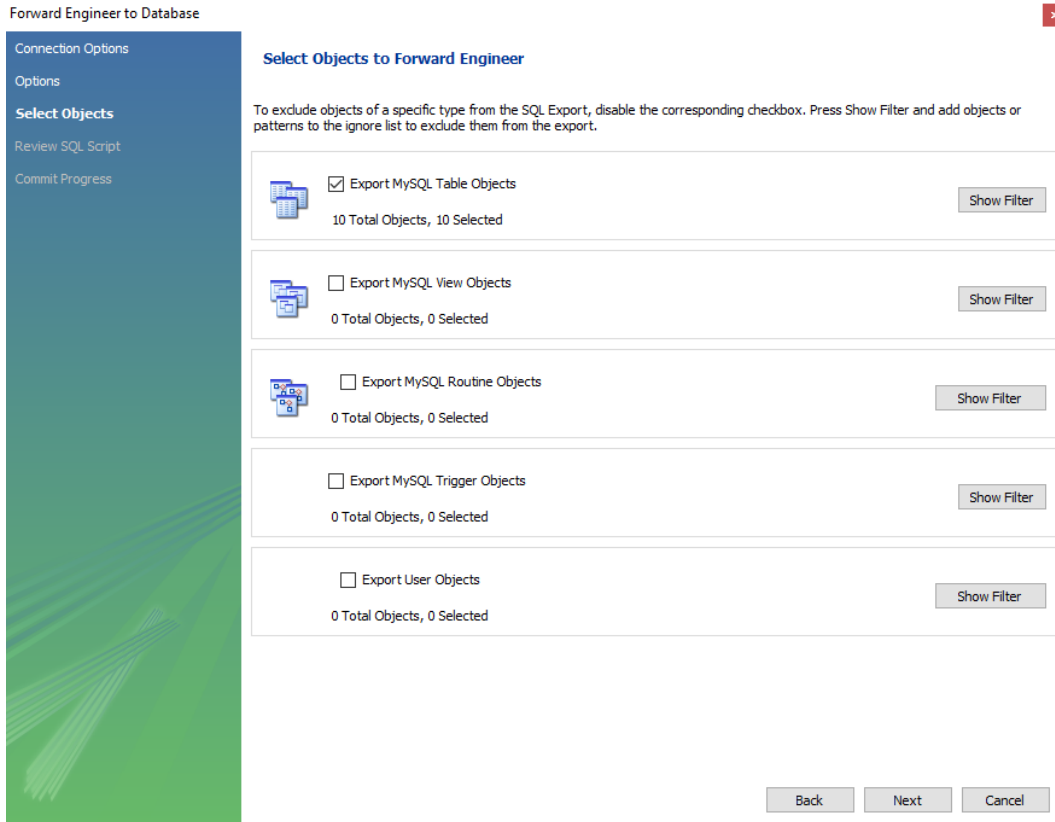 Forward Engineer to Database
Connection Options
Options
Select Objects
Review SQL Script
Commit Progress
Select Objects to Forward Engineer
To exclude objects of a specific type from the SQL Export, disable the corresponding checkbox. Press Show Filter and add objects or
patterns to the ignore list to exclude them from the export.
Export MySQL Table Objects
10 Total Objects, 10 Selected
Show Filter
Export MySQL View Objects
0 Total Objects, 0 Selected
Show Filter
Export MySQL Routine Objects
0 Total Objects, 0 Selected
Show Filter
Export MySQL Trigger Objects
0 Total Objects, 0 Selected
Show Filter
Export User Objects
0 Total Objects, 0 Selected
Show Filter
Back Next Cancel